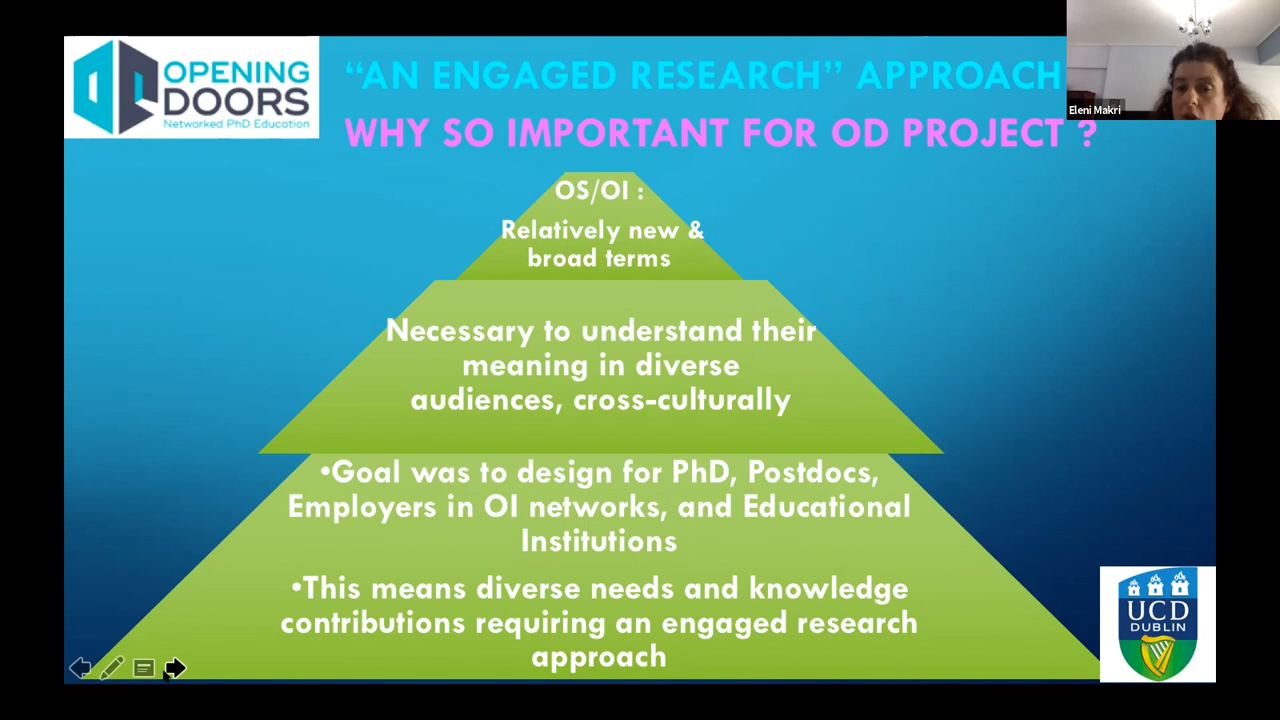 OPENING
DOORS
Networked PhD Education
“AN ENGAGED RESEARCH” APPROACH
WHY SO IMPORTANT FOR OD PROJECT ?
Eleni Makri
OS/OI :
Relatively new &
broad terms
Necessary to understand their
meaning in diverse
audiences, cross-culturally
•Goal was to design for PhD, Postdocs,
Employers in OI networks, and Educational
Institutions
•This means diverse needs and knowledge
contributions requiring an engaged research
approach
UCD
DUBLIN